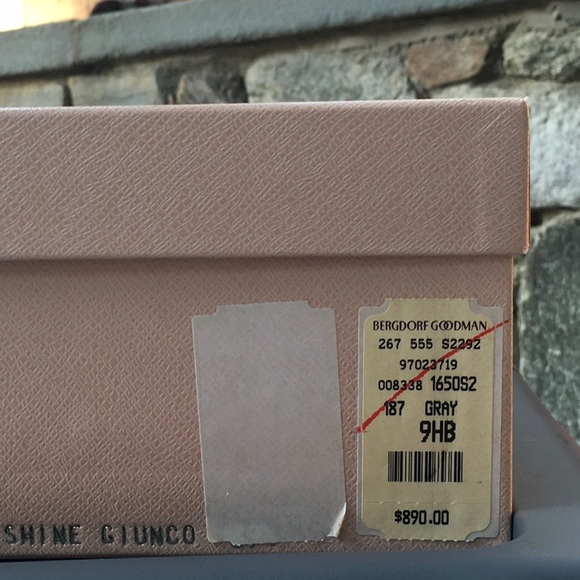 BERGDORF GOODMAN
267 555 S2292
97023719
008338 1650S2
187 GRAY
9HB
$890.00
SHINE GIUNCO